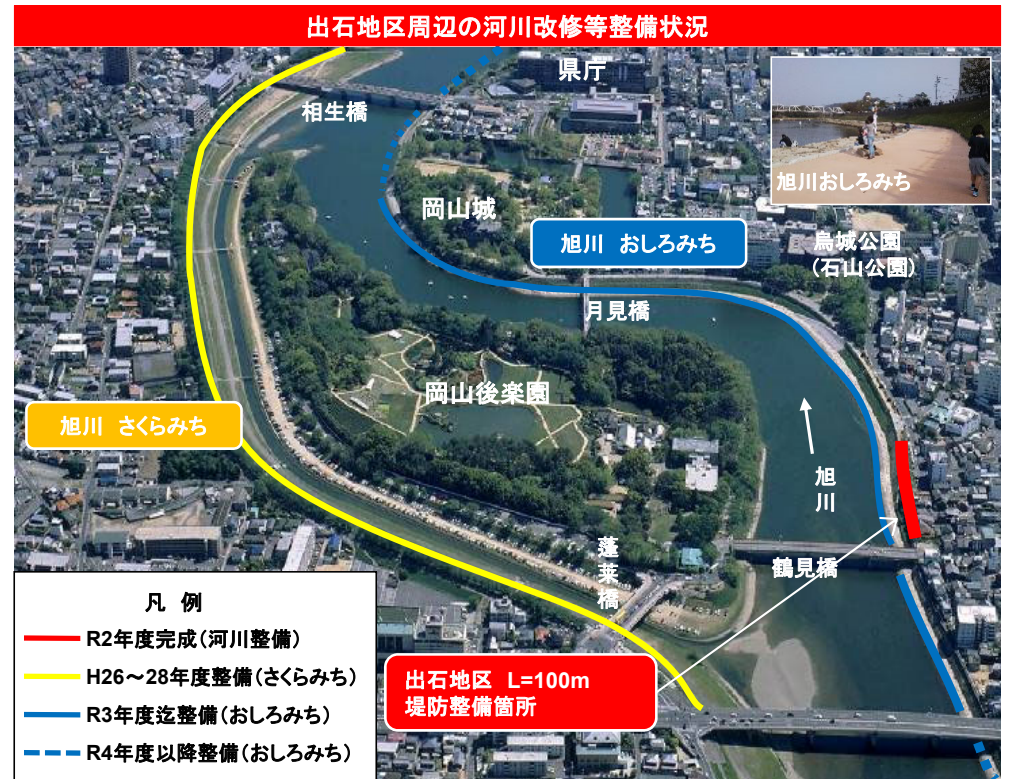 出石地区周辺の河川改修等整備状況
県庁
相生橋
旭川おしろみち
岡山城
旭川 おしろみち
烏城公園
(石山公園)
月見橋
岡山後楽園
旭川 さくらみち
旭川
蓬莱橋
鶴見橋
凡 例
R2年度完成(河川整備)
H26~28年度整備(さくらみち)
R3年度迄整備(おしろみち)
R4年度以降整備(おしろみち)
出石地区 L=100m
堤防整備箇所